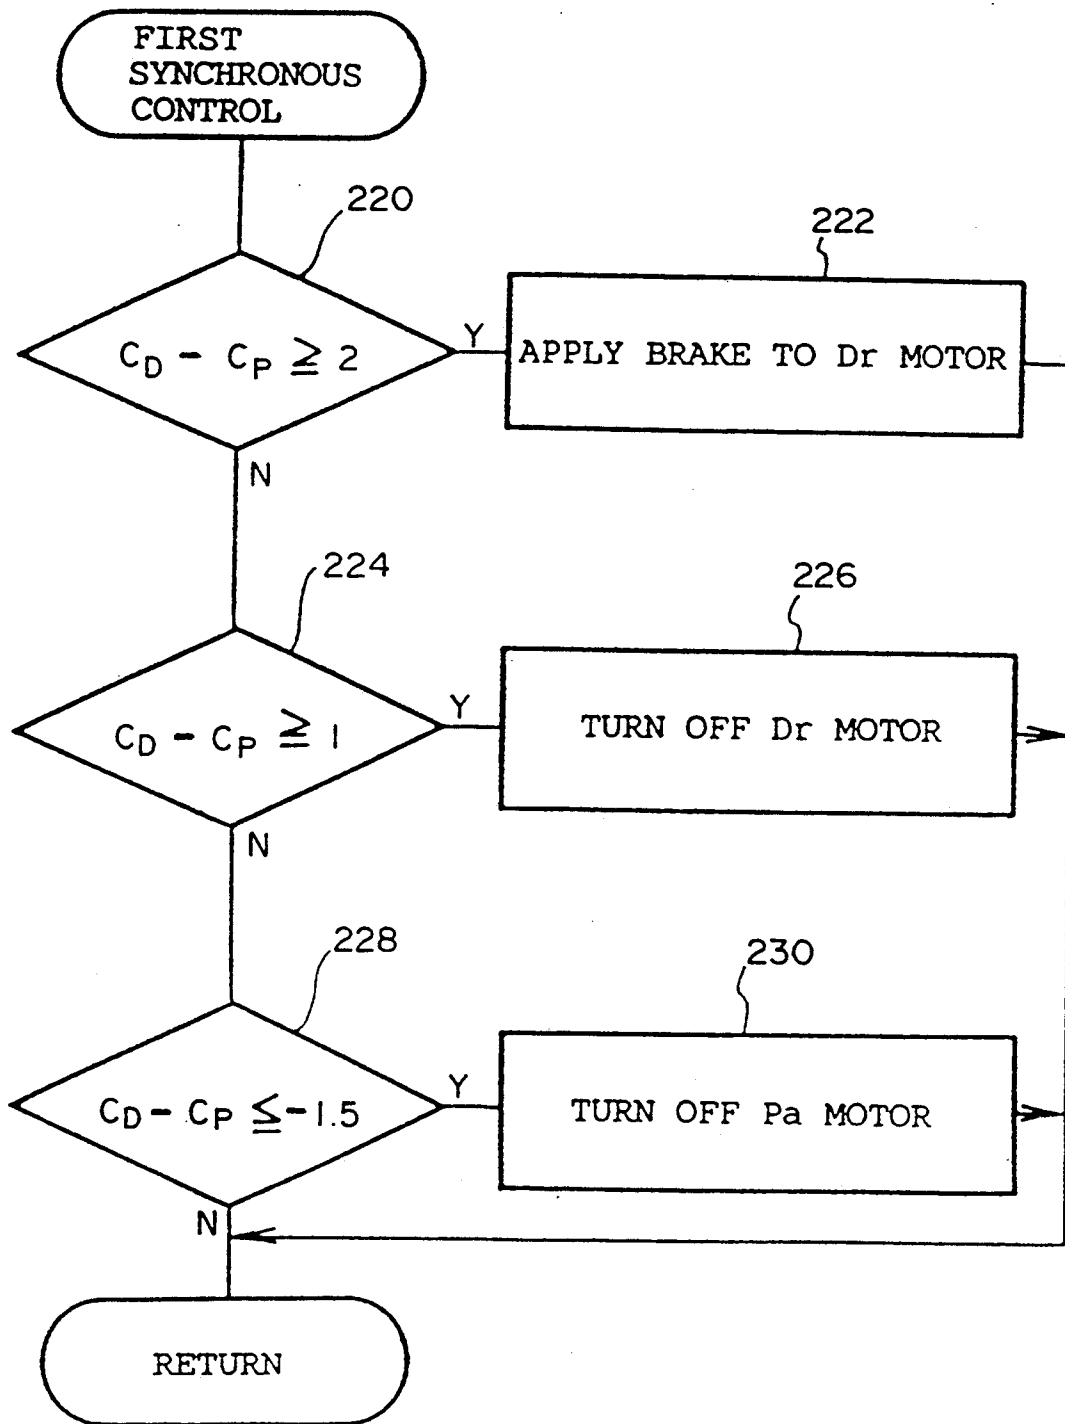 FIRST
SYNCHRONOUS
CONTROL
220
222
C_D - C_P ≧ 2
Y
APPLY BRAKE TO Dr MOTOR
N
224
226
C_D - C_P ≧ 1
Y
TURN OFF Dr MOTOR
N
228
230
C_D - C_P ≦ -1.5
Y
TURN OFF Pa MOTOR
N
RETURN